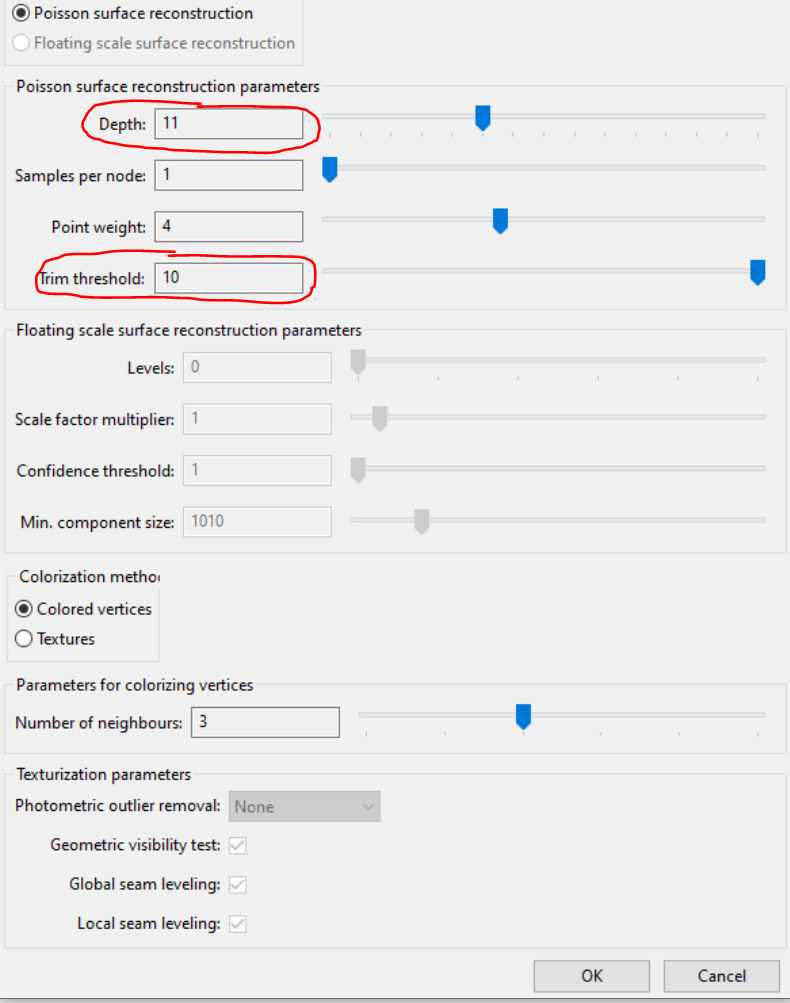 Poisson surface reconstruction
Floating scale surface reconstruction
Poisson surface reconstruction parameters
Depth: 11
Samples per node: 1
Point weight: 4
Trim threshold: 10
Floating scale surface reconstruction parameters
Levels: 0
Scale factor multiplier: 1
Confidence threshold: 1
Min. component size: 1010
Colorization metho
Colored vertices
Textures
Parameters for colorizing vertices
Number of neighbours: 3
Texturization parameters
Photometric outlier removal: None
Geometric visibility test:
Global seam leveling:
Local seam leveling:
OK Cancel